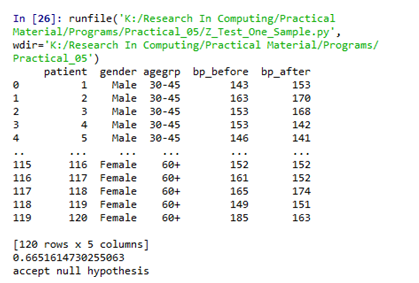 In [26]: runfile('K:/Research In Computing/Practical
Material/Programs/Practical_05/Z_Test_One_Sample.py',
wdir='K:/Research In Computing/Practical Material/Programs/
Practical_05')
     patient  gender agegrp  bp_before  bp_after
0          1    Male  30-45        143       153
1          2    Male  30-45        163       170
2          3    Male  30-45        153       168
3          4    Male  30-45        153       142
4          5    Male  30-45        146       141
..       ...     ...    ...        ...       ...
115      116  Female    60+        152       152
116      117  Female    60+        161       152
117      118  Female    60+        165       174
118      119  Female    60+        149       151
119      120  Female    60+        185       163
[120 rows x 5 columns]
0.6651614730255063
accept null hypothesis